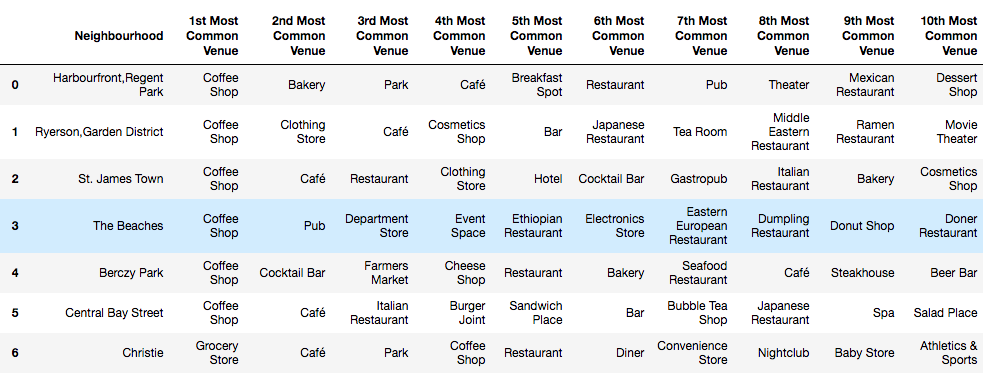 Neighbourhood 1st Most Common Venue 2nd Most Common Venue 3rd Most Common Venue 4th Most Common Venue 5th Most Common Venue 6th Most Common Venue 7th Most Common Venue 8th Most Common Venue 9th Most Common Venue 10th Most Common Venue
0 Harbourfront,Regent Park Coffee Shop Bakery Park Café Breakfast Spot Restaurant Pub Theater Mexican Restaurant Dessert Shop
1 Ryerson,Garden District Coffee Shop Clothing Store Café Cosmetics Shop Bar Japanese Restaurant Tea Room Middle Eastern Restaurant Ramen Restaurant Movie Theater
2 St. James Town Coffee Shop Café Restaurant Clothing Store Hotel Cocktail Bar Gastropub Italian Restaurant Bakery Cosmetics Shop
3 The Beaches Coffee Shop Pub Department Store Event Space Ethiopian Restaurant Electronics Store Eastern European Restaurant Dumpling Restaurant Donut Shop Doner Restaurant
4 Berczy Park Coffee Shop Cocktail Bar Farmers Market Cheese Shop Restaurant Bakery Seafood Restaurant Café Steakhouse Beer Bar
5 Central Bay Street Coffee Shop Café Italian Restaurant Burger Joint Sandwich Place Bar Bubble Tea Shop Japanese Restaurant Spa Salad Place
6 Christie Grocery Store Café Park Coffee Shop Restaurant Diner Convenience Store Nightclub Baby Store Athletics & Sports